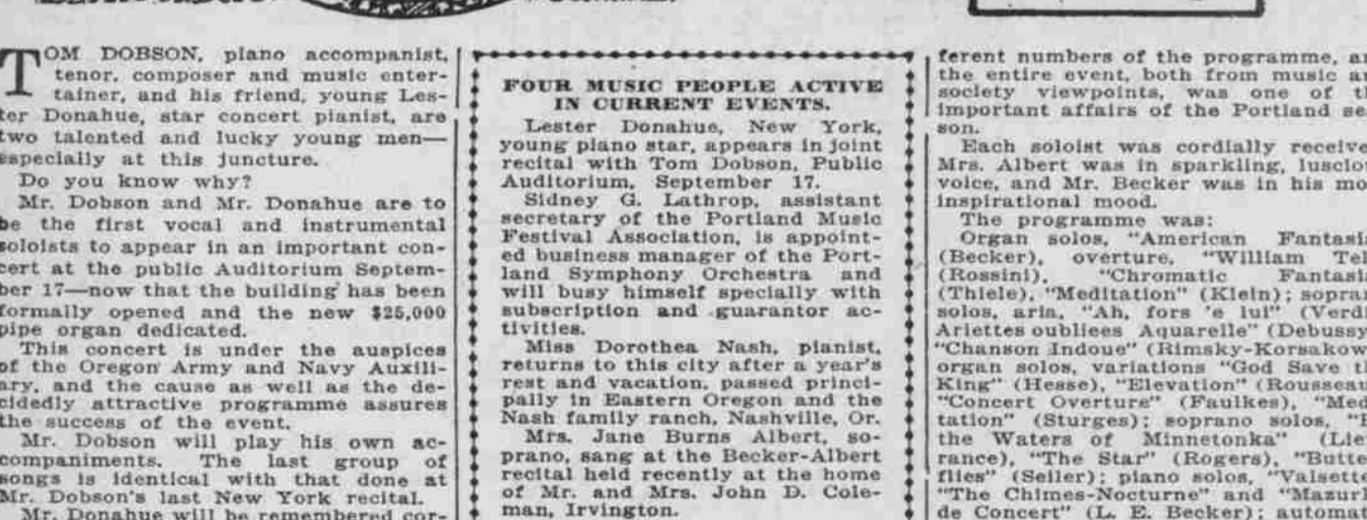 TOM DOBSON, piano accompanist,
tenor, composer and music enter-
tainer, and his friend, young Les-
ter Donahue, star concert pianist, are
two talented and lucky young men—
especially at this juncture.
Do you know why?
Mr. Dobson and Mr. Donahue are to
be the first vocal and instrumental
soloists to appear in an important con-
cert at the public Auditorium Septem-
ber 17—now that the building has been
formally opened and the new $25,000
pipe organ dedicated.
This concert is under the auspices
of the Oregon Army and Navy Auxili-
ary, and the cause as well as the de-
cidedly attractive programme assures
the success of the event.
Mr. Dobson will play his own ac-
companiments. The last group of
songs is identical with that done at
Mr. Dobson's last New York recital.
Mr. Donahue will be remembered cor-
FOUR MUSIC PEOPLE ACTIVE
IN CURRENT EVENTS.
Lester Donahue, New York,
young piano star, appears in joint
recital with Tom Dobson, Public
Auditorium, September 17.
Sidney G. Lathrop, assistant
secretary of the Portland Music
Festival Association, is appoint-
ed business manager of the Port-
land Symphony Orchestra and
will busy himself specially with
subscription and guarantor ac-
tivities.
Miss Dorothea Nash, pianist,
returns to this city after a year's
rest and vacation, passed princi-
pally in Eastern Oregon and the
Nash family ranch, Nashville, Or.
Mrs. Jane Burns Albert, so-
prano, sang at the Becker-Albert
recital held recently at the home
of Mr. and Mrs. John D. Cole-
man, Irvington.
ferent numbers of the programme, an
the entire event, both from music an
society viewpoints, was one of th
important affairs of the Portland se
son.
Each soloist was cordially receive
Mrs. Albert was in sparkling, luscio
voice, and Mr. Becker was in his mo
inspirational mood.
The programme was:
Organ solos, "American Fantasi
(Becker), overture, "William Tel
(Rossini), "Chromatic Fantasi
(Thiele), "Meditation" (Klein); sopra
solos, aria, "Ah, fors 'e lui" (Verd
Ariettes oubliees Aquarelle" (Debussy
"Chanson Indoue" (Rimsky-Korsakow
organ solos, variations "God Save th
King" (Hesse), "Elevation" (Rousseau
"Concert Overture" (Faulkes), "Med
tation" (Sturges); soprano solos, "
the Waters of Minnetonka" (Lie
rance), "The Star" (Rogers), "Butte
flies" (Seiler); piano solos, "Valsett
"The Chimes-Nocturne" and "Mazur
de Concert" (L. E. Becker); automa